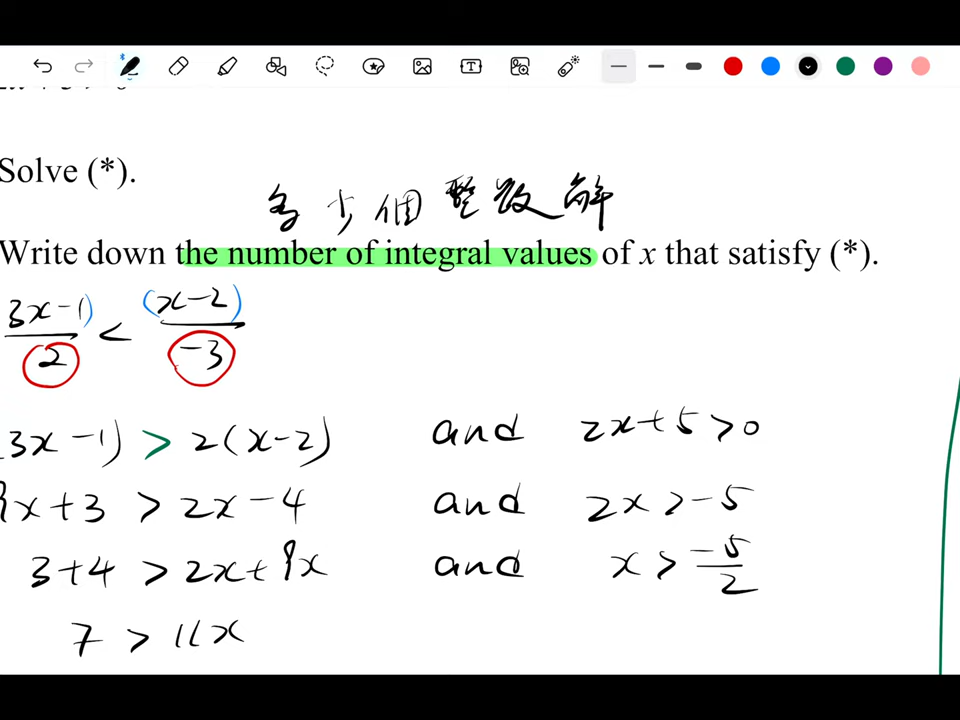 Solve (*).
多少個整数解
Write down the number of integral values of x that satisfy (*).
3x-1) / 2 < (x-2) / -3
3x-1) > 2(x-2) and 2x+5>0
9x+3 > 2x-4 and 2x>-5
3+4 > 2x+9x and x> -5/2
7 > 11x